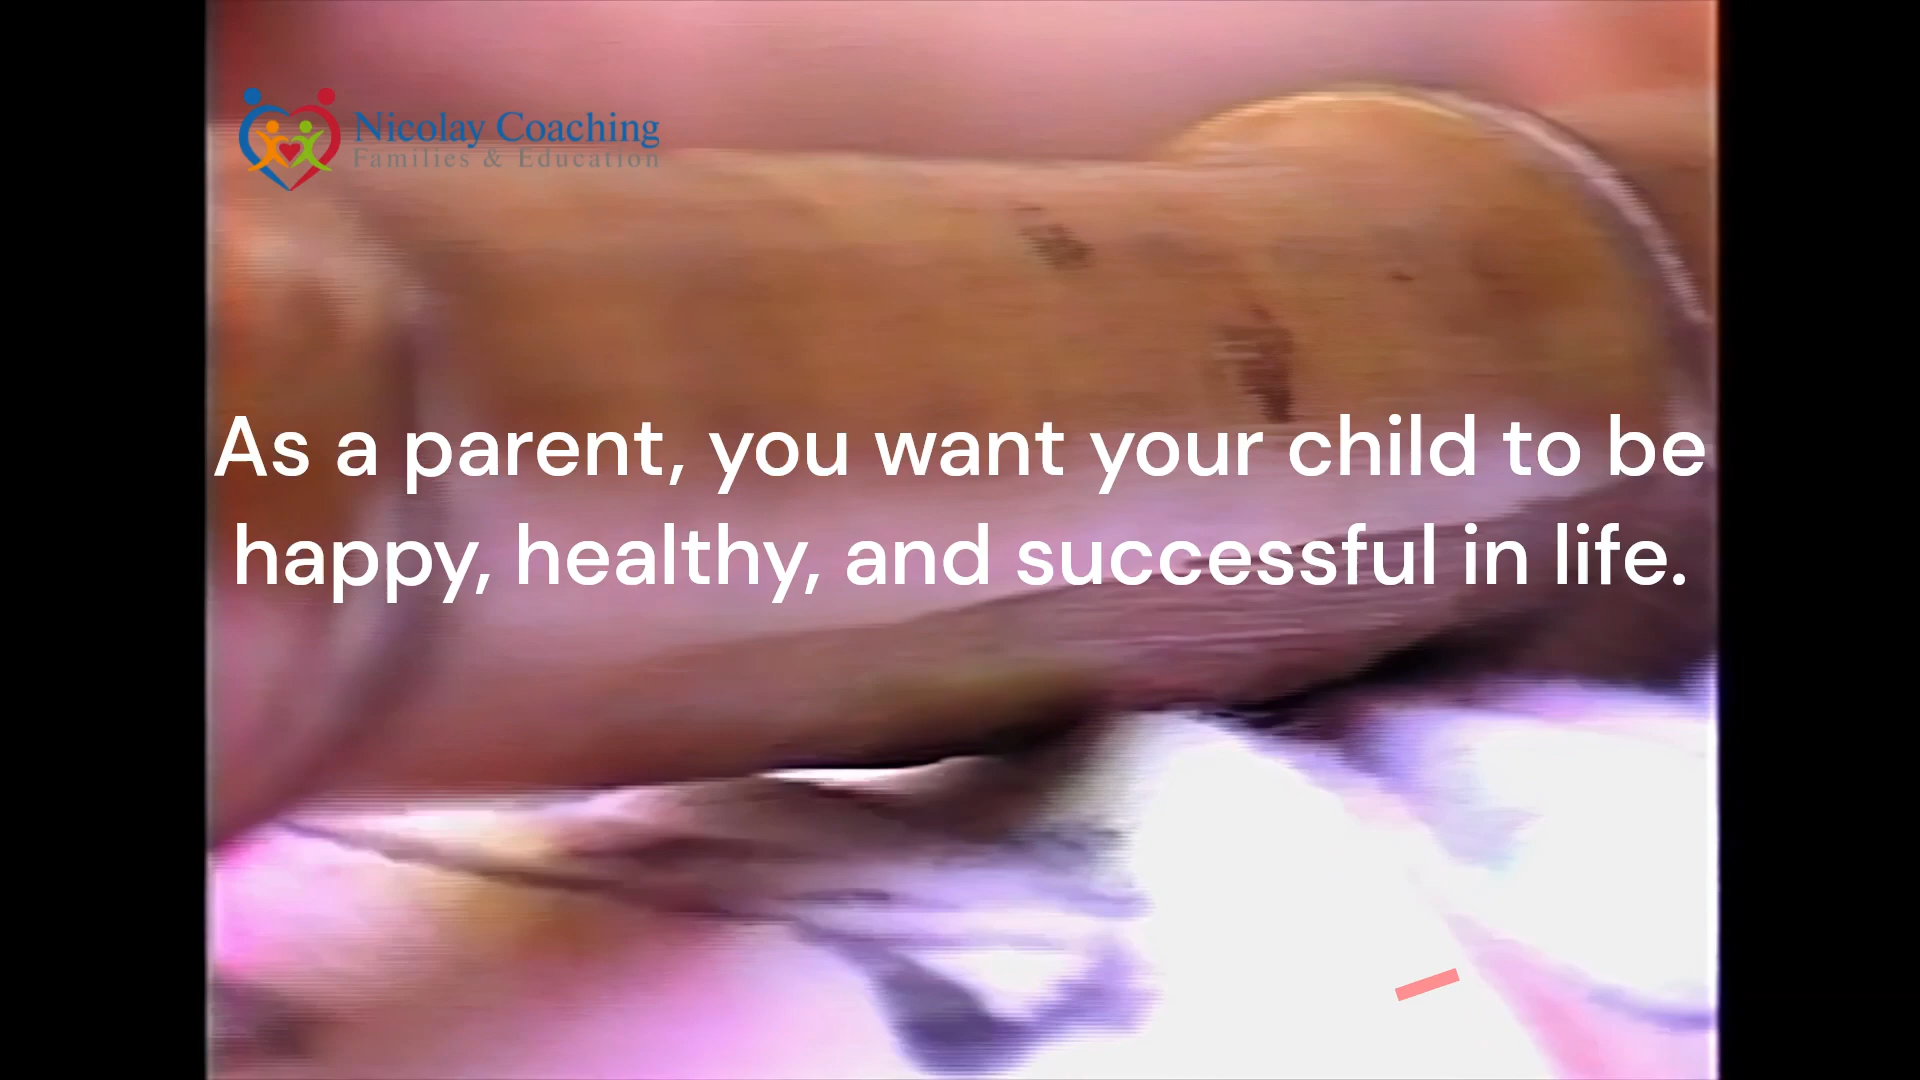 Nicolay Coaching
Families & Education
As a parent, you want your child to be
happy, healthy, and successful in life.